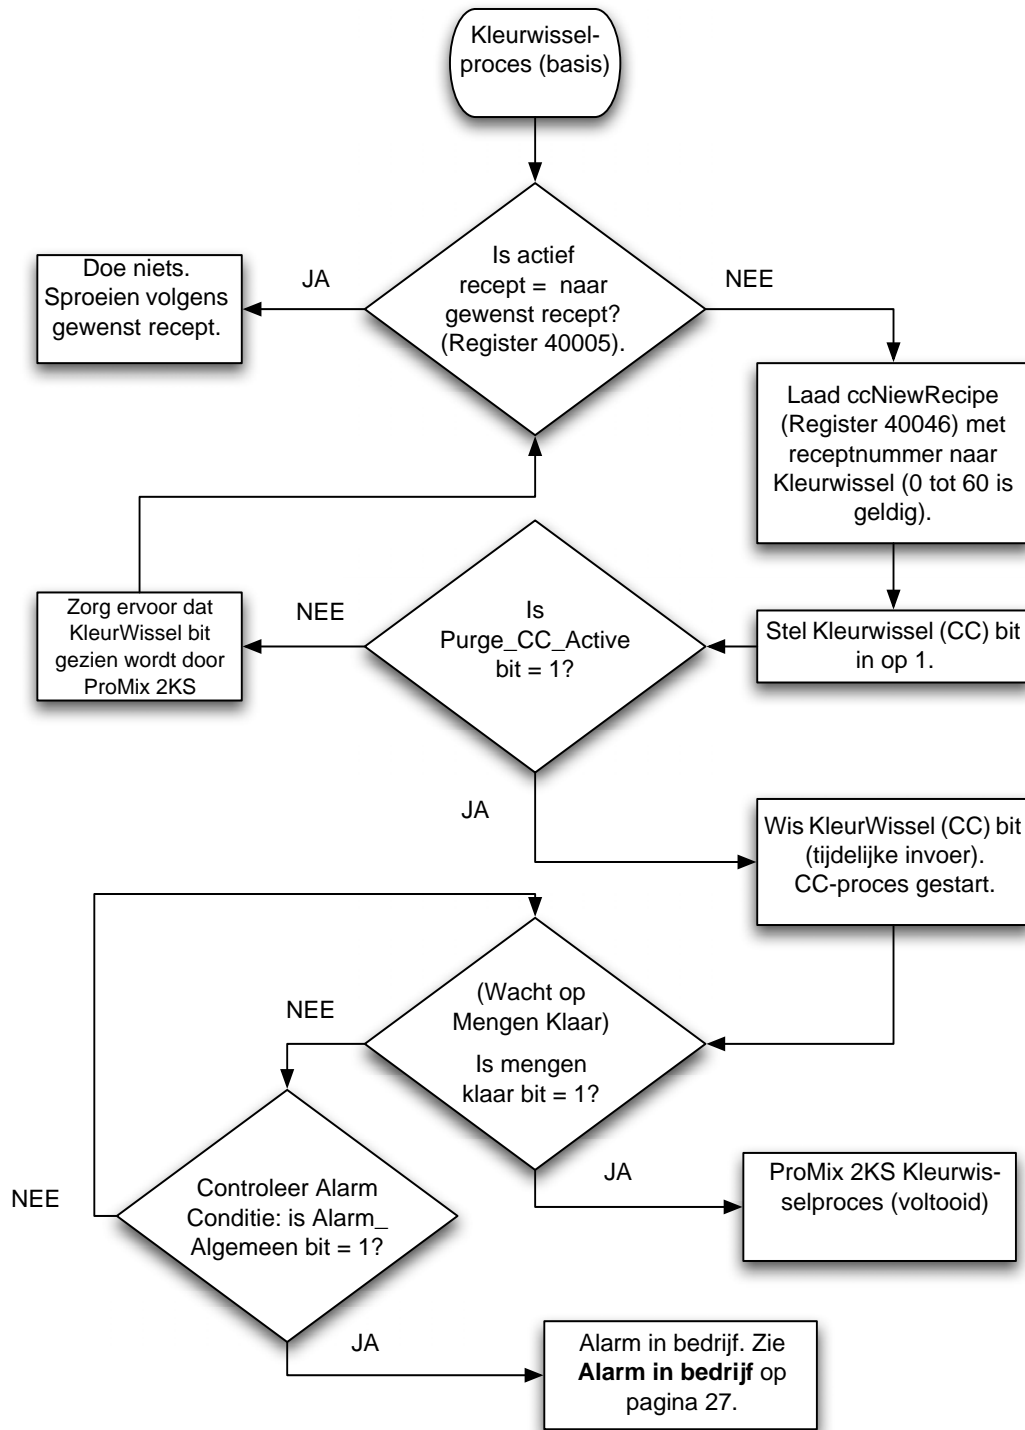 Kleurwissel-
proces (basis)
Is actief
recept = naar
gewenst recept?
(Register 40005).
JA
NEE
Doe niets.
Sproeien volgens
gewenst recept.
Laad ccNiewRecipe
(Register 40046) met
receptnummer naar
Kleurwissel (0 tot 60 is
geldig).
Stel Kleurwissel (CC) bit
in op 1.
Is
Purge_CC_Active
bit = 1?
NEE
Zorg ervoor dat
KleurWissel bit
gezien wordt door
ProMix 2KS
JA
Wis KleurWissel (CC) bit
(tijdelijke invoer).
CC-proces gestart.
(Wacht op
Mengen Klaar)
Is mengen
klaar bit = 1?
NEE
JA
ProMix 2KS Kleurwis-
selproces (voltooid)
Controleer Alarm
Conditie: is Alarm_
Algemeen bit = 1?
NEE
JA
Alarm in bedrijf. Zie
Alarm in bedrijf op
pagina 27.